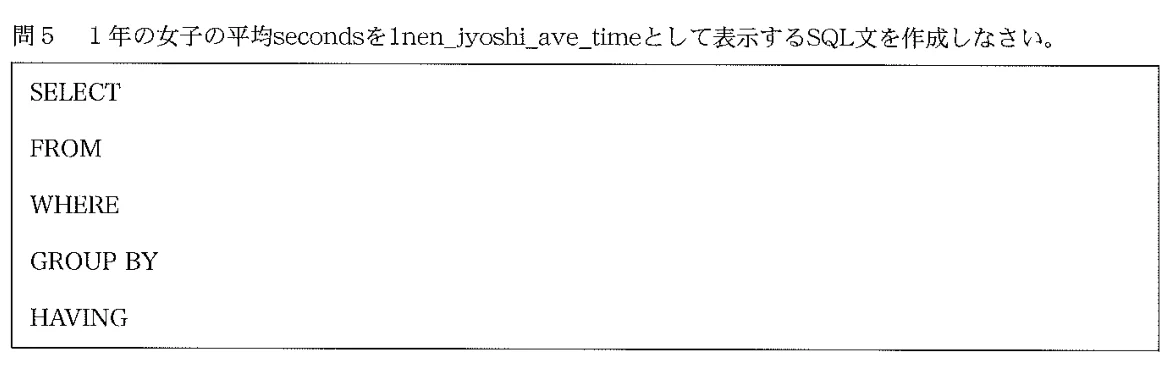 問5　1年の女子の平均secondsを1nen_jyoshi_ave_timeとして表示するSQL文を作成しなさい。
SELECT
FROM
WHERE
GROUP BY
HAVING